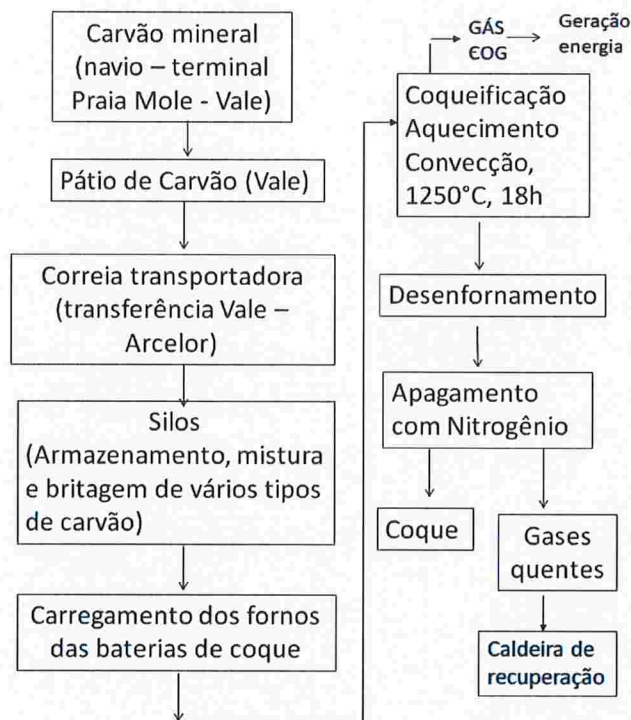 Carvão mineral
(navio – terminal
Praia Mole - Vale)
Pátio de Carvão (Vale)
Correia transportadora
(transferência Vale –
Arcelor)
Silos
(Armazenamento, mistura
e britagem de vários tipos
de carvão)
Carregamento dos fornos
das baterias de coque
GÁS
COG
Geração
energia
Coqueificação
Aquecimento
Convecção,
1250°C, 18h
Desenfornamento
Apagamento
com Nitrogênio
Coque
Gases
quentes
Caldeira de
recuperação